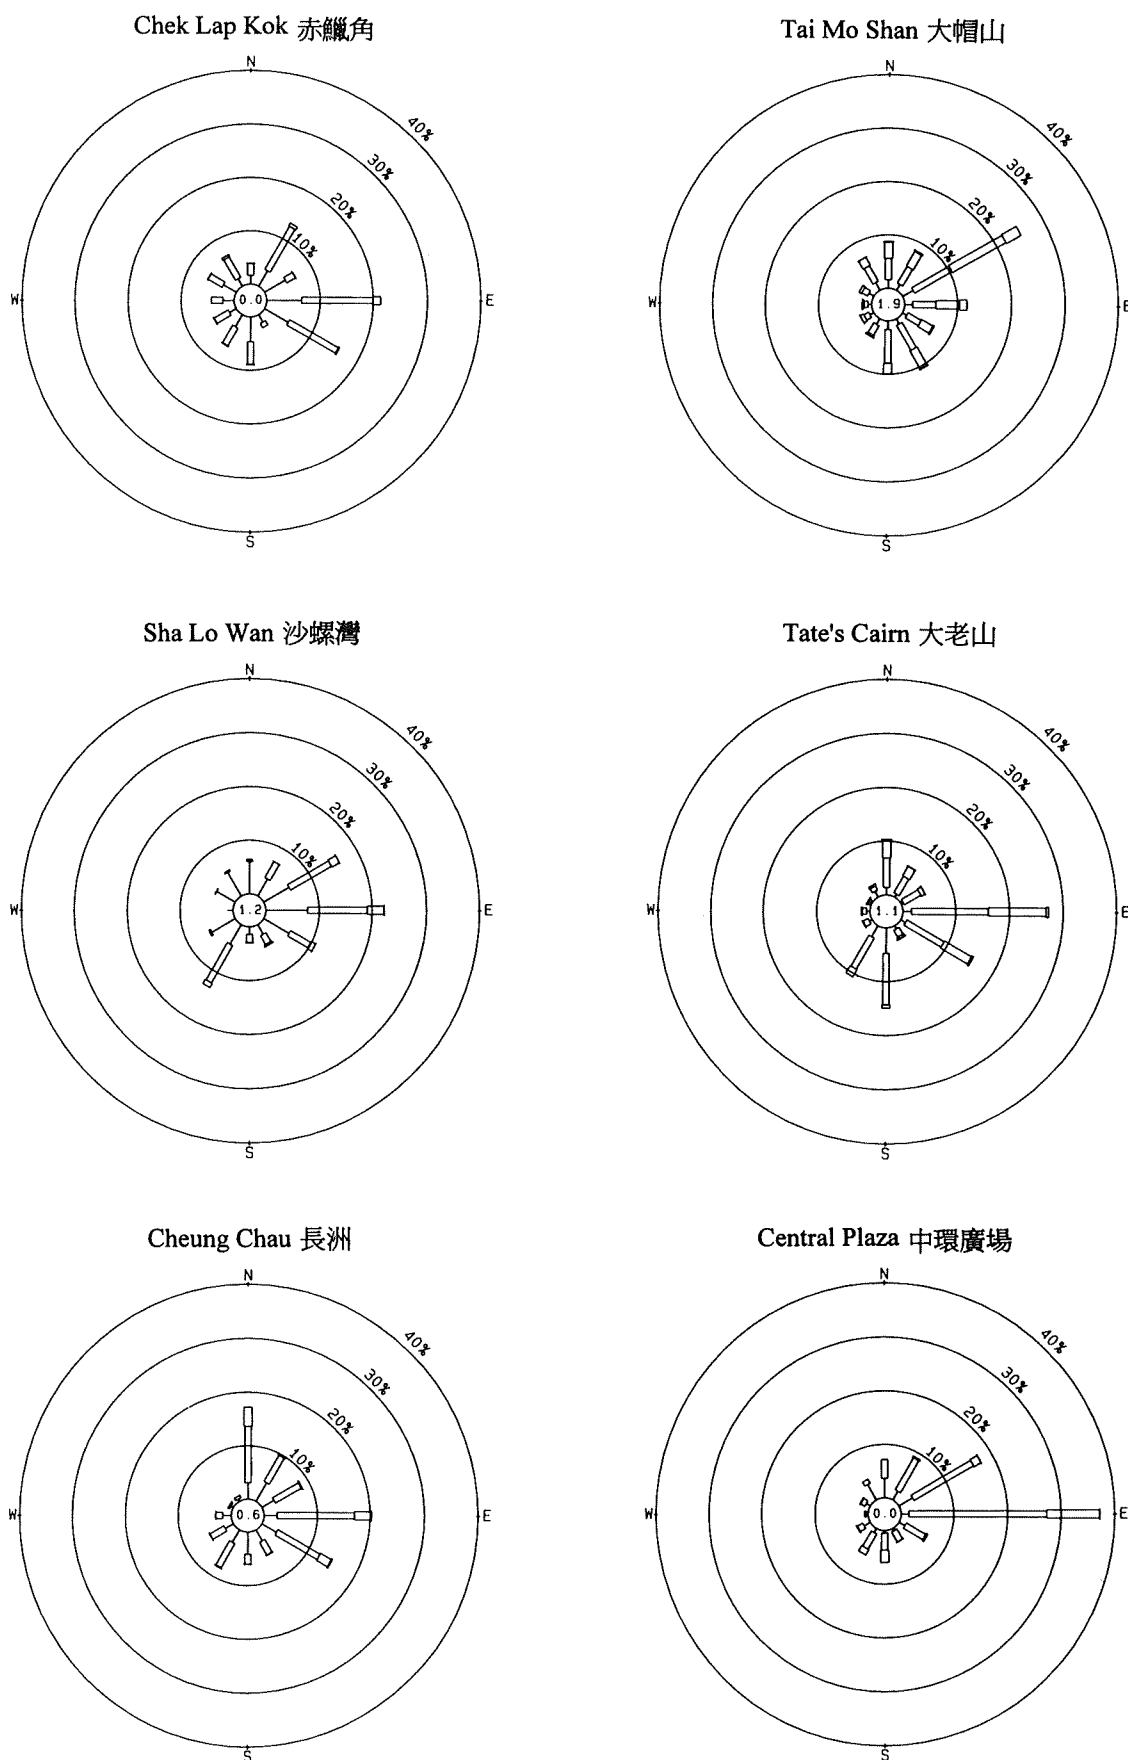 Chek Lap Kok 赤鱲角
N
40%
30%
20%
10%
W
0.0
E
S
Tai Mo Shan 大帽山
N
40%
30%
20%
10%
W
1.9
E
S
Sha Lo Wan 沙螺灣
N
40%
30%
20%
10%
W
1.2
E
S
Tate's Cairn 大老山
N
40%
30%
20%
10%
W
1.1
E
S
Cheung Chau 長洲
N
40%
30%
20%
10%
W
0.6
E
S
Central Plaza 中環廣場
N
40%
30%
20%
10%
W
0.0
E
S